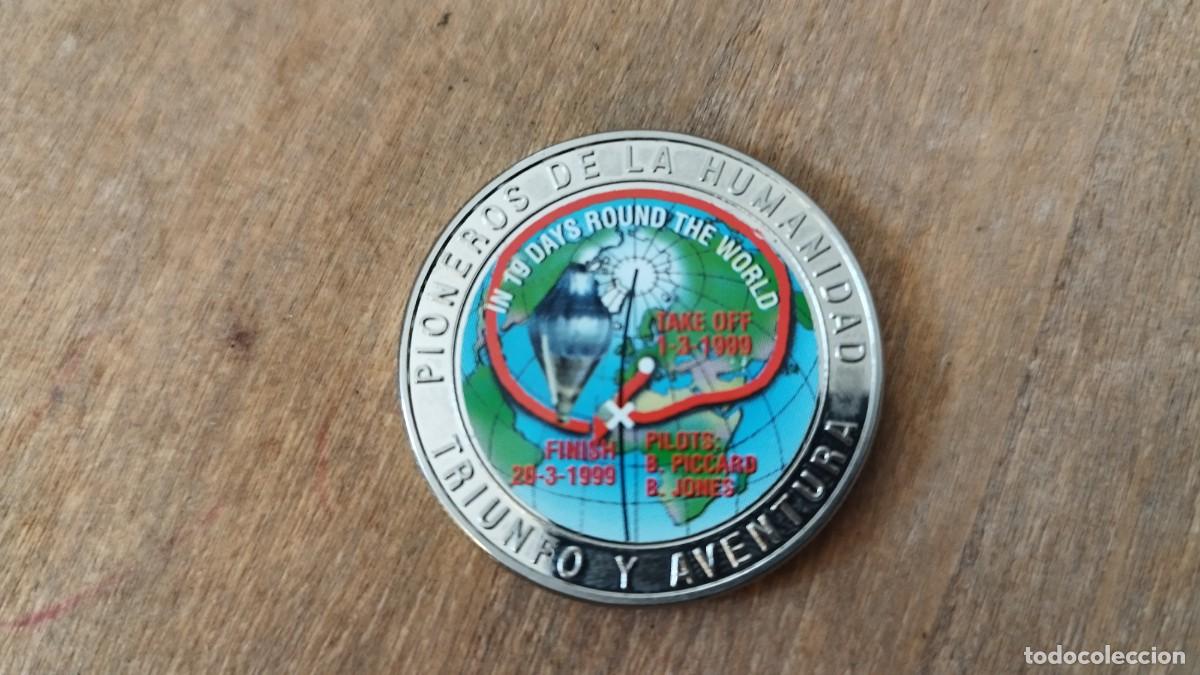 PIONEROS DE LA HUMANIDAD
IN 19 DAYS ROUND THE WORLD
TAKE OFF
1-3-1999
FINISH
20-3-1999
PILOTS:
B. PICCARD
B. JONES
TRIUNFO Y AVENTURA
todocoleccion